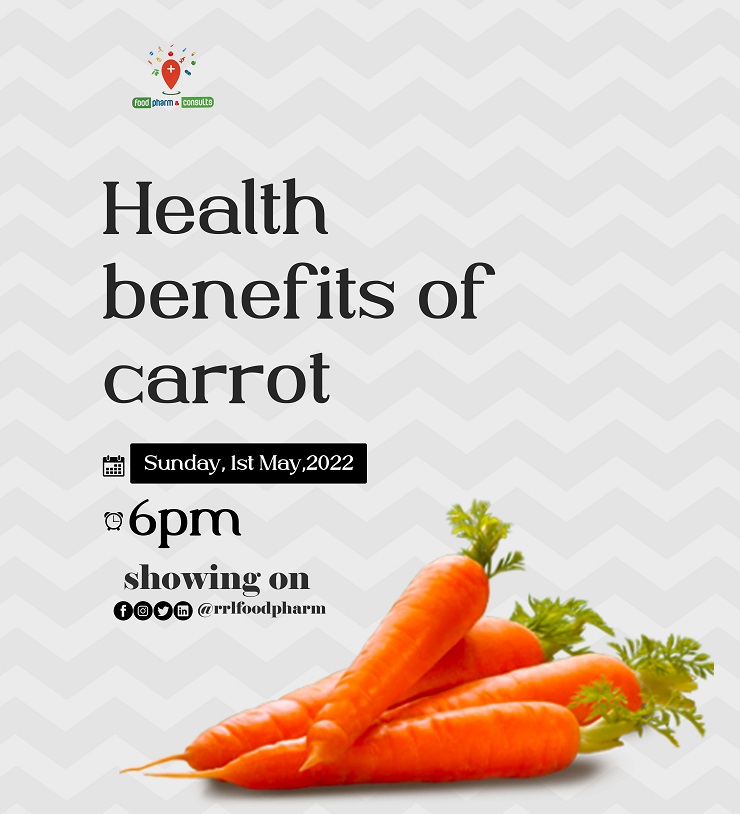 food pharm & consults
Health
benefits of
carrot
Sunday, 1st May,2022
6pm
showing on
@rrlfoodpharm